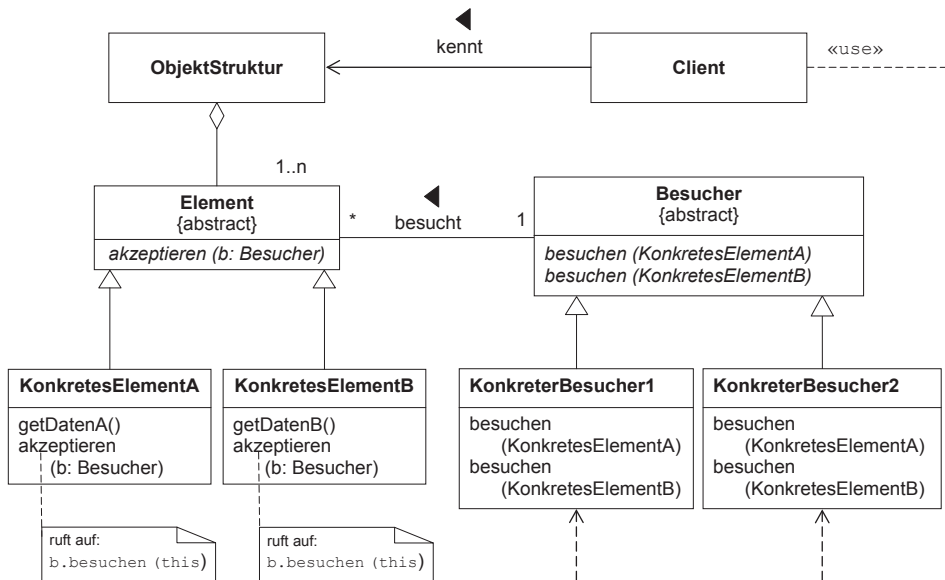 kennt
«use»
ObjektStruktur
Client
1..n
Element
{abstract}
akzeptieren (b: Besucher)
*
besucht
1
Besucher
{abstract}
besuchen (KonkretesElementA)
besuchen (KonkretesElementB)
KonkretesElementA
getDatenA()
akzeptieren
(b: Besucher)
KonkretesElementB
getDatenB()
akzeptieren
(b: Besucher)
KonkreterBesucher1
besuchen
(KonkretesElementA)
besuchen
(KonkretesElementB)
KonkreterBesucher2
besuchen
(KonkretesElementA)
besuchen
(KonkretesElementB)
ruft auf:
b.besuchen (this)
ruft auf:
b.besuchen (this)